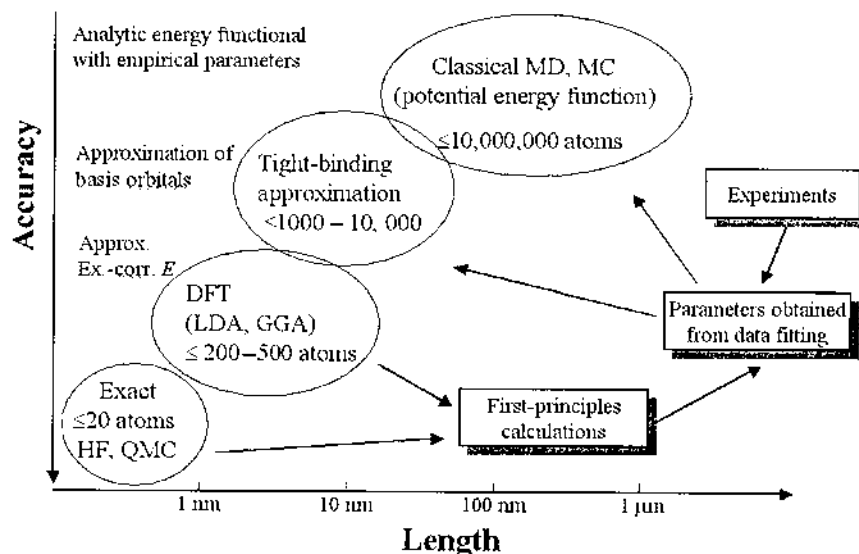 Analytic energy functional
with empirical parameters
Classical MD, MC
(potential energy function)
≤10,000,000 atoms
Approximation of
basis orbitals
Tight-binding
approximation
<1000 – 10, 000
Experiments
Accuracy
Approx.
Ex.-corr. E
DFT
(LDA, GGA)
≤ 200–500 atoms
Parameters obtained
from data fitting
Exact
≤20 atoms
HF, QMC
First-principles
calculations
1 nm
10 nm
100 nm
1 μm
Length